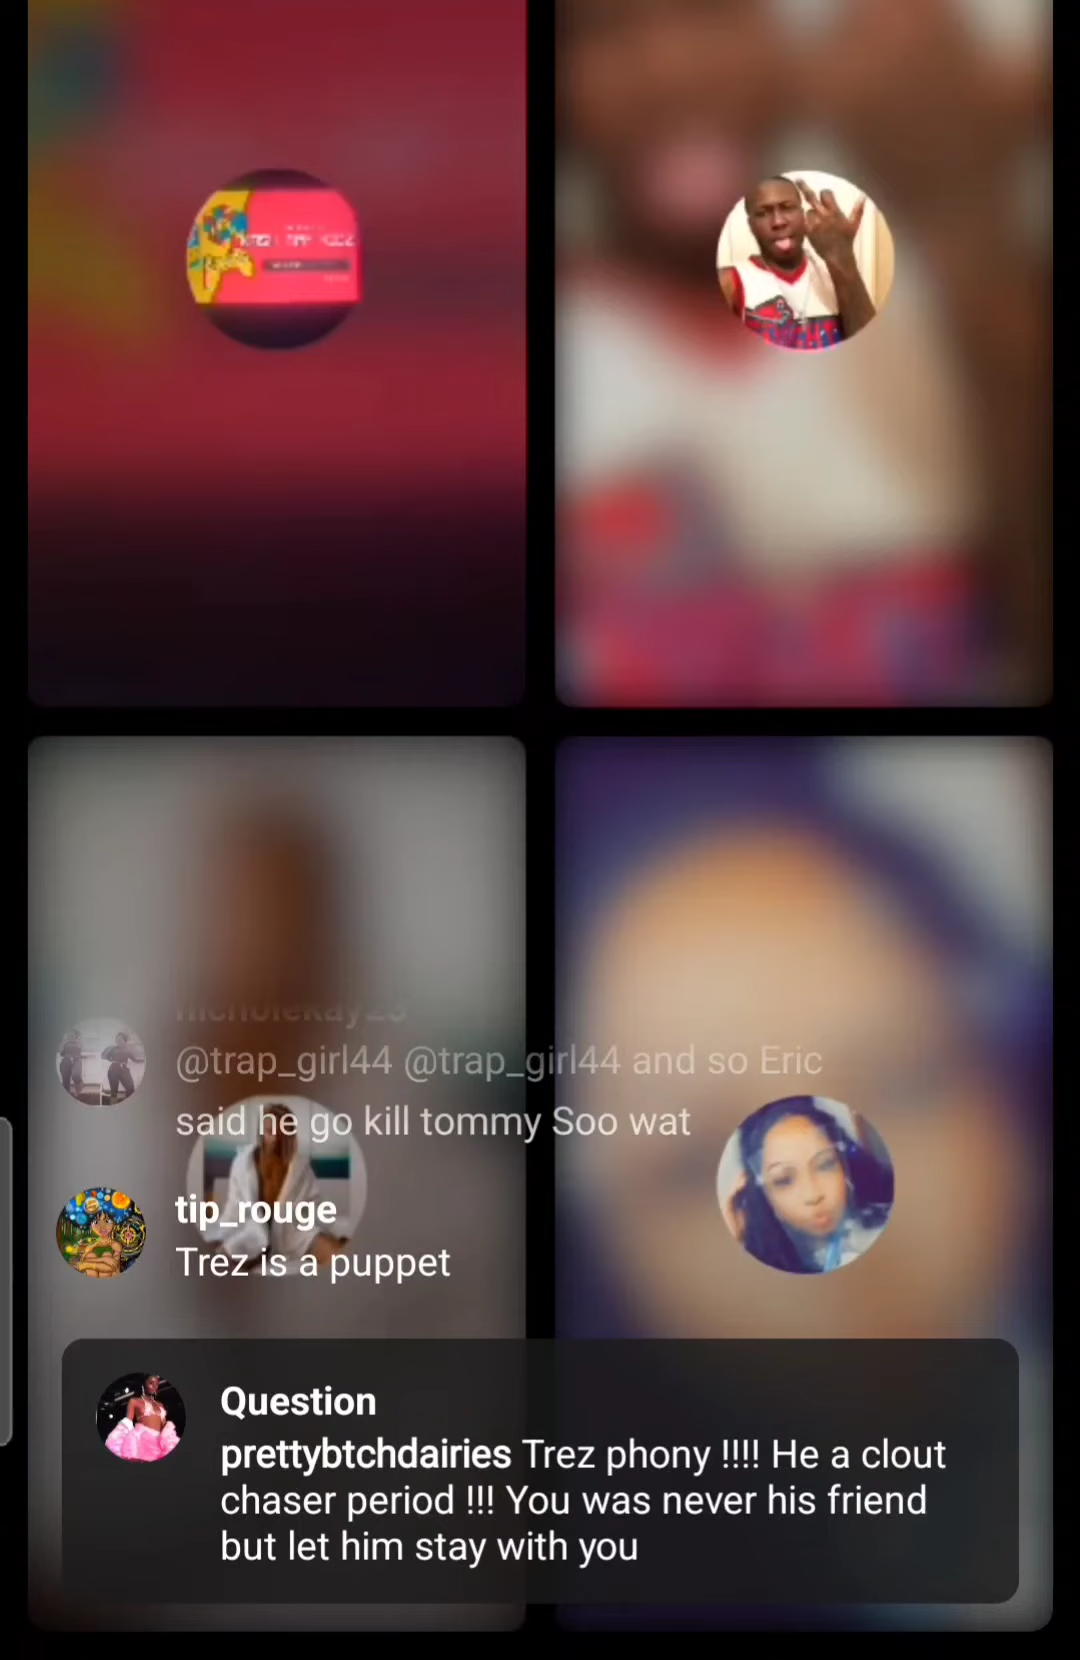 @trap_girl44 @trap_girl44 and so Eric
said he go kill tommy Soo wat
tip_rouge
Trez is a puppet
Question
prettybtchdairies Trez phony !!!! He a clout
chaser period !!! You was never his friend
but let him stay with you